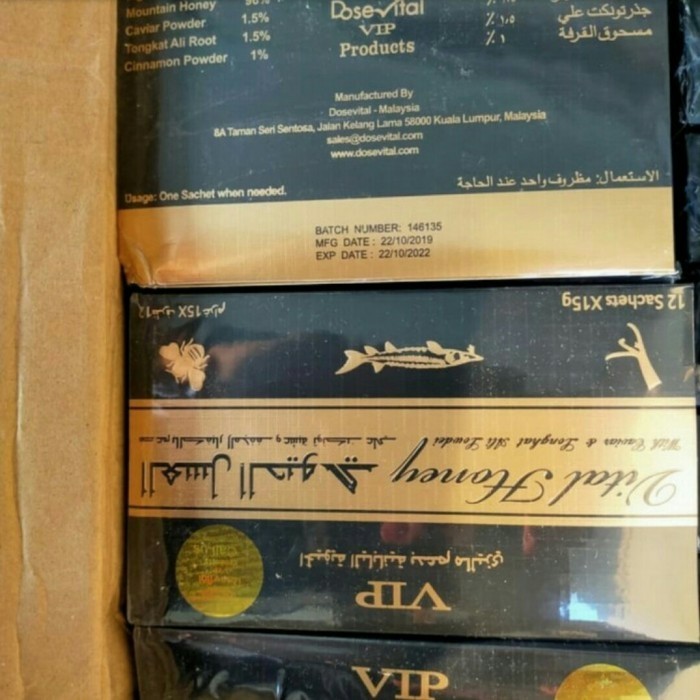 Mountain Honey
Caviar Powder 1.5%
Tongkat Ali Root 1.5%
Cinnamon Powder 1%
DoseVital
VIP
Products
جذر تونكت علي ٪ ١،٥
مسحوق القرفة ٪ ١
Manufactured By
Dosevital - Malaysia
8A Taman Seri Sentosa, Jalan Kelang Lama 58000 Kuala Lumpur, Malaysia
sales@dosevital.com
www.dosevital.com
الاستعمال: مظروف واحد عند الحاجة
Usage: One Sachet when needed.
BATCH NUMBER: 146135
MFG DATE : 22/10/2019
EXP DATE : 22/10/2022
12 Sachets X15g
VIP
Vital Honey
العسل الحيوي
With Caviar & Tongkat Ali Powder
VIP